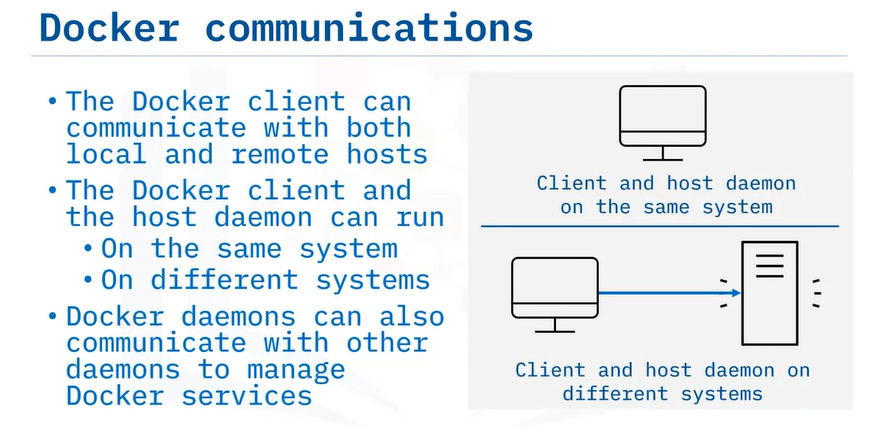 Docker communications
• The Docker client can
communicate with both
local and remote hosts
• The Docker client and
the host daemon can run
• On the same system
• On different systems
• Docker daemons can also
communicate with other
daemons to manage
Docker services
Client and host daemon
on the same system
Client and host daemon on
different systems